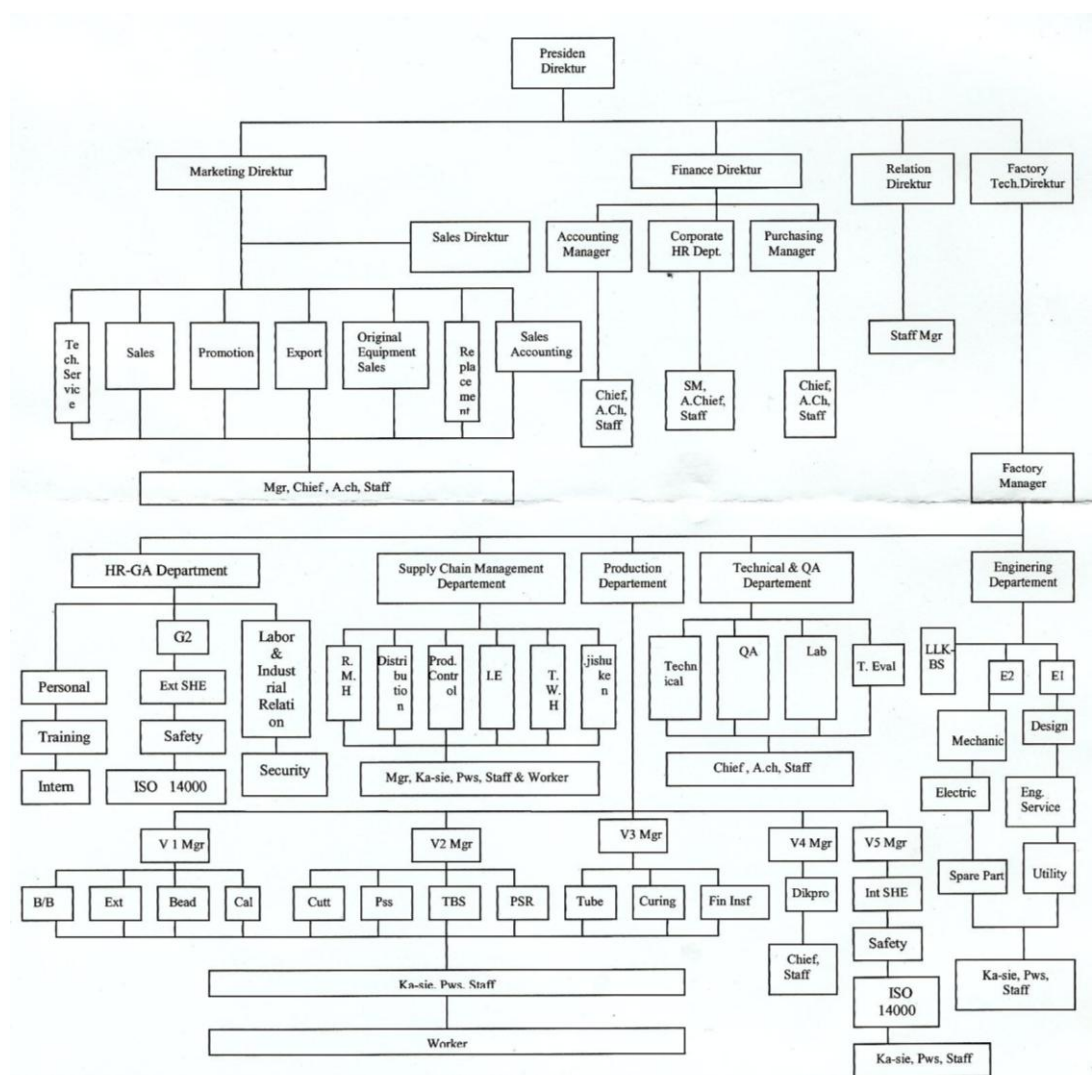 Presiden
Direktur
Marketing Direktur
Finance Direktur
Relation
Direktur
Factory
Tech.Direktur
Sales Direktur
Accounting
Manager
Corporate
HR Dept.
Purchasing
Manager
Te
ch.
Ser
vic
e
Sales
Promotion
Export
Original
Equipment
Sales
Re
pla
ce
me
nt
Sales
Accounting
Staff Mgr
Chief,
A.Ch,
Staff
SM,
A.Chief,
Staff
Chief,
A.Ch,
Staff
Mgr, Chief , A.ch, Staff
Factory
Manager
HR-GA Department
Supply Chain Management
Departement
Production
Departement
Technical & QA
Departement
Enginering
Departement
Personal
Training
Intern
G2
Ext SHE
Safety
ISO 14000
Labor
&
Indust
rial
Relati
on
Security
R.
M.
H
Distri
butio
n
Prod.
Contr
ol
I.E
T.
W.
H
jishu
ken
Mgr, Ka-sie, Pws, Staff & Worker
Techn
ical
QA
Lab
T. Eval
Chief, A.ch, Staff
LLK-
BS
E2
E1
Mechanic
Design
Electric
Eng.
Service
Spare Part
Utility
Ka-sie, Pws,
Staff
V 1 Mgr
V2 Mgr
V3 Mgr
V4 Mgr
V5 Mgr
B/B
Ext
Bead
Cal
Cutt
Pss
TBS
PSR
Tube
Curing
Fin Insf
Dikpro
Int SHE
Chief,
Staff
Safety
ISO
14000
Ka-sie, Pws, Staff
Ka-sie, Pws, Staff
Worker